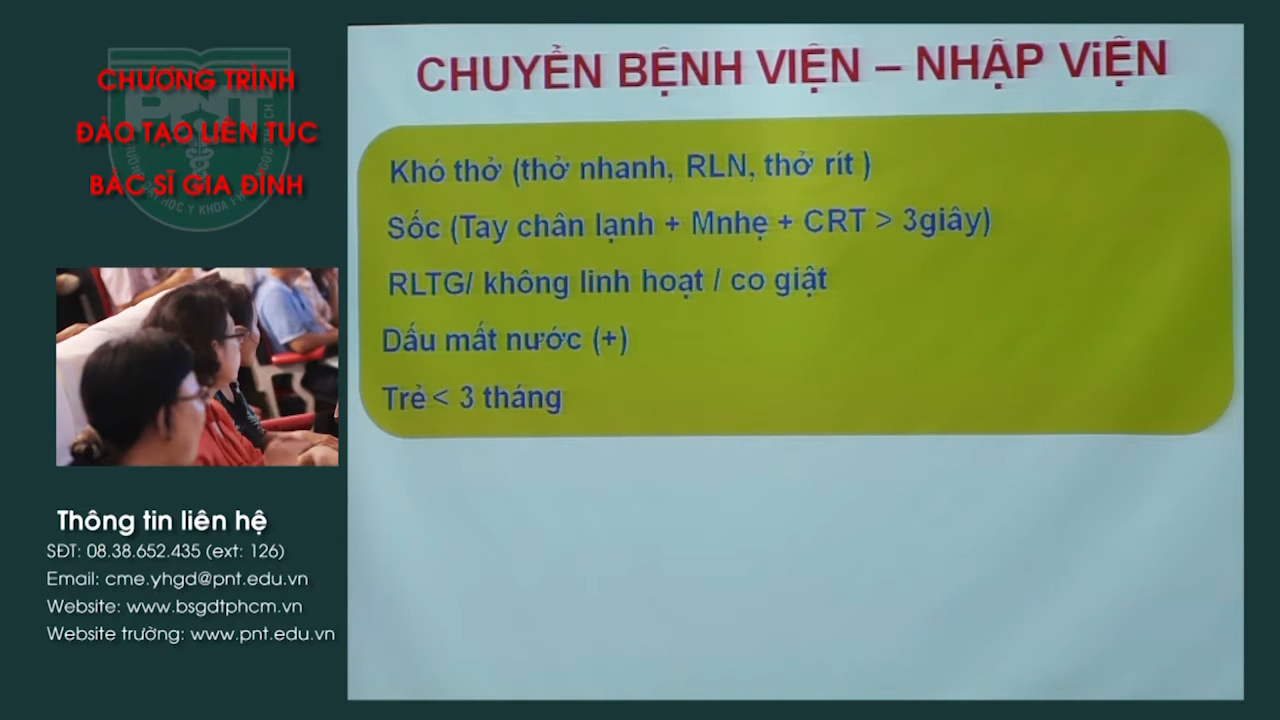 CHƯƠNG TRÌNH
ĐÀO TẠO LIÊN TỤC
BÁC SĨ GIA ĐÌNH
PNT
Thông tin liên hệ
SĐT: 08.38.652.435 (ext: 126)
Email: cme.yhgd@pnt.edu.vn
Website: www.bsgdtphcm.vn
Website trường: www.pnt.edu.vn
CHUYỂN BỆNH VIỆN – NHẬP ViỆN
Khó thở (thở nhanh, RLN, thở rít )
Sốc (Tay chân lạnh + Mnhẹ + CRT > 3giây)
RLTG/ không linh hoạt / co giật
Dấu mất nước (+)
Trẻ < 3 tháng